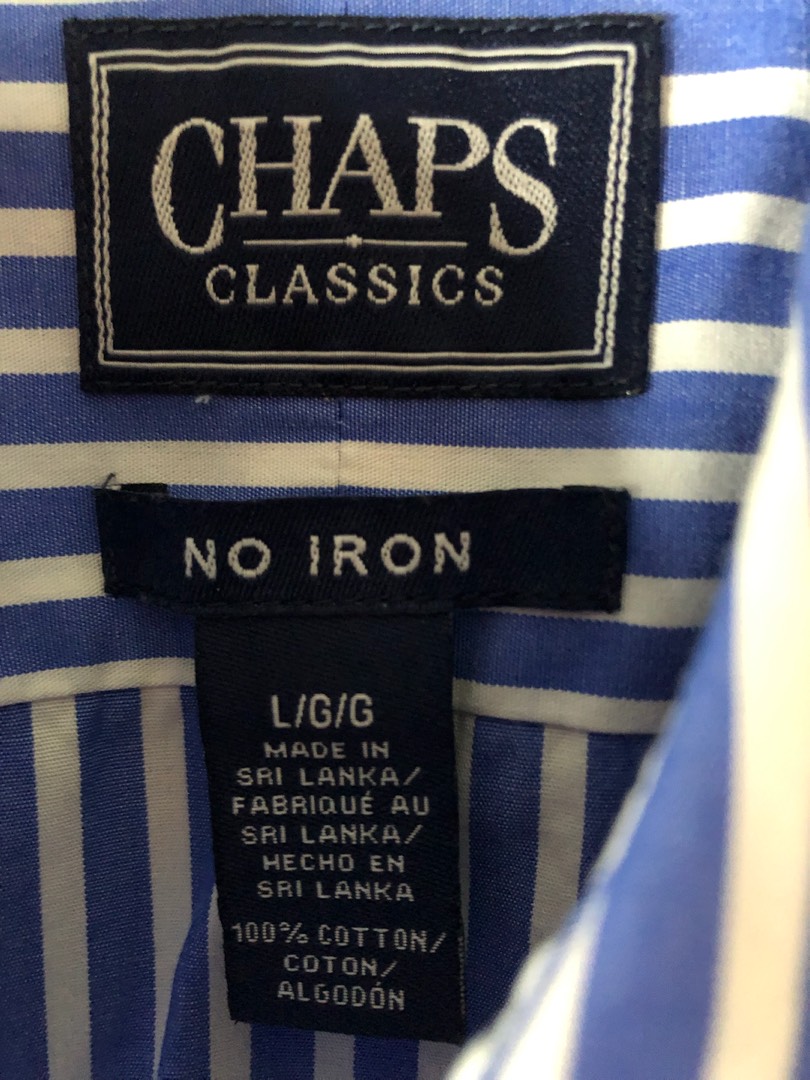 CHAPS
CLASSICS
NO IRON
L/G/G
MADE IN
SRI LANKA/
FABRIQUÉ AU
SRI LANKA/
HECHO EN
SRI LANKA
100% COTTON/
COTON/
ALGODÓN